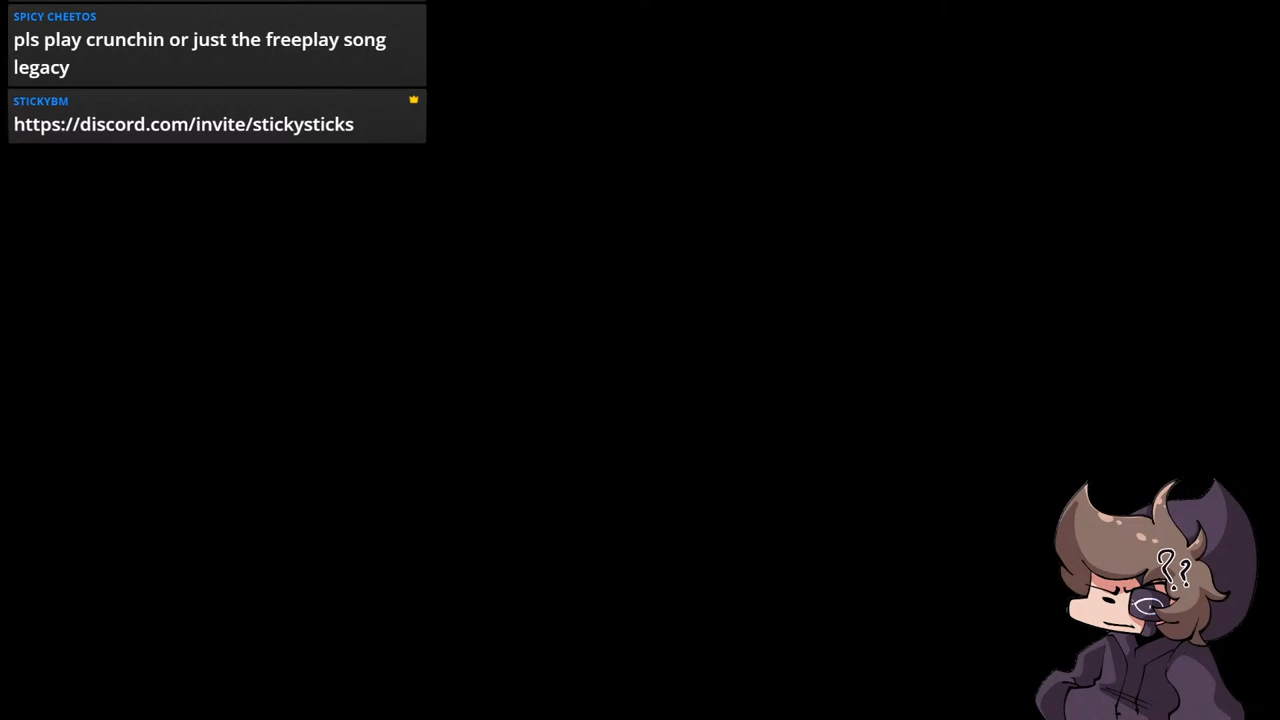 SPICY CHEETOS
pls play crunchin or just the freeplay song
legacy
STICKYBM
https://discord.com/invite/stickysticks
??